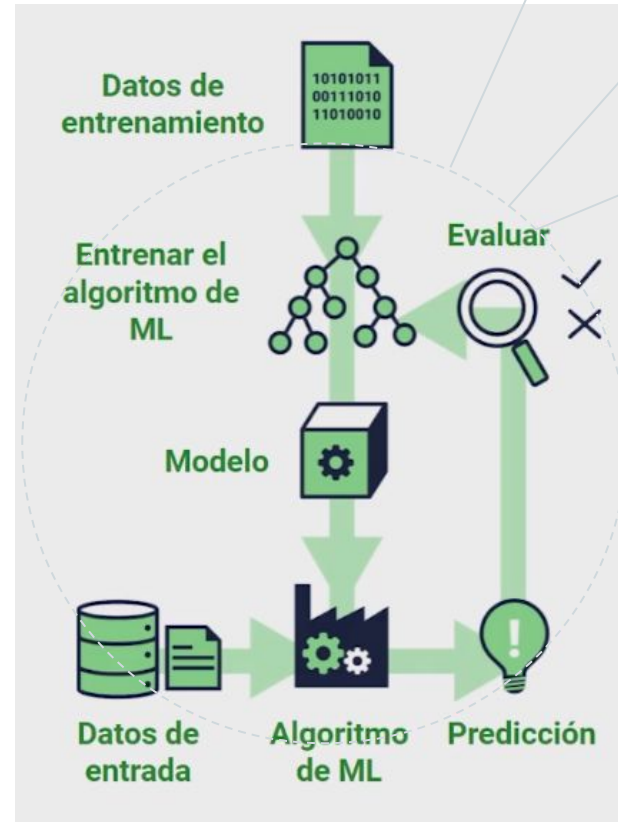 Datos de
entrenamiento
10101011
00111010
11010010
Entrenar el
algoritmo de
ML
Evaluar
Modelo
!
Datos de
entrada
Algoritmo
de ML
Predicción